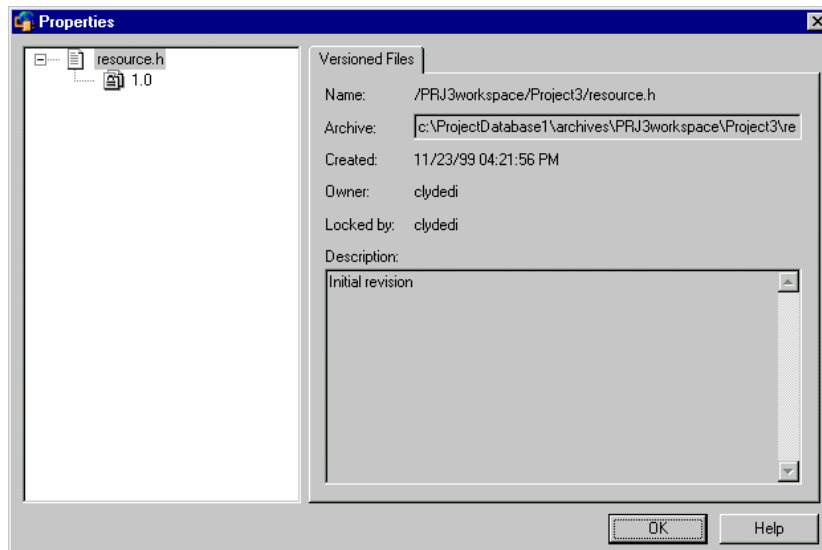 Properties
resource.h
1.0
Versioned Files
Name: /PRJ3workspace/Project3/resource.h
Archive: c:\ProjectDatabase1\archives\PRJ3workspace\Project3\re
Created: 11/23/99 04:21:56 PM
Owner: clydedi
Locked by: clydedi
Description:
Initial revision
OK Help